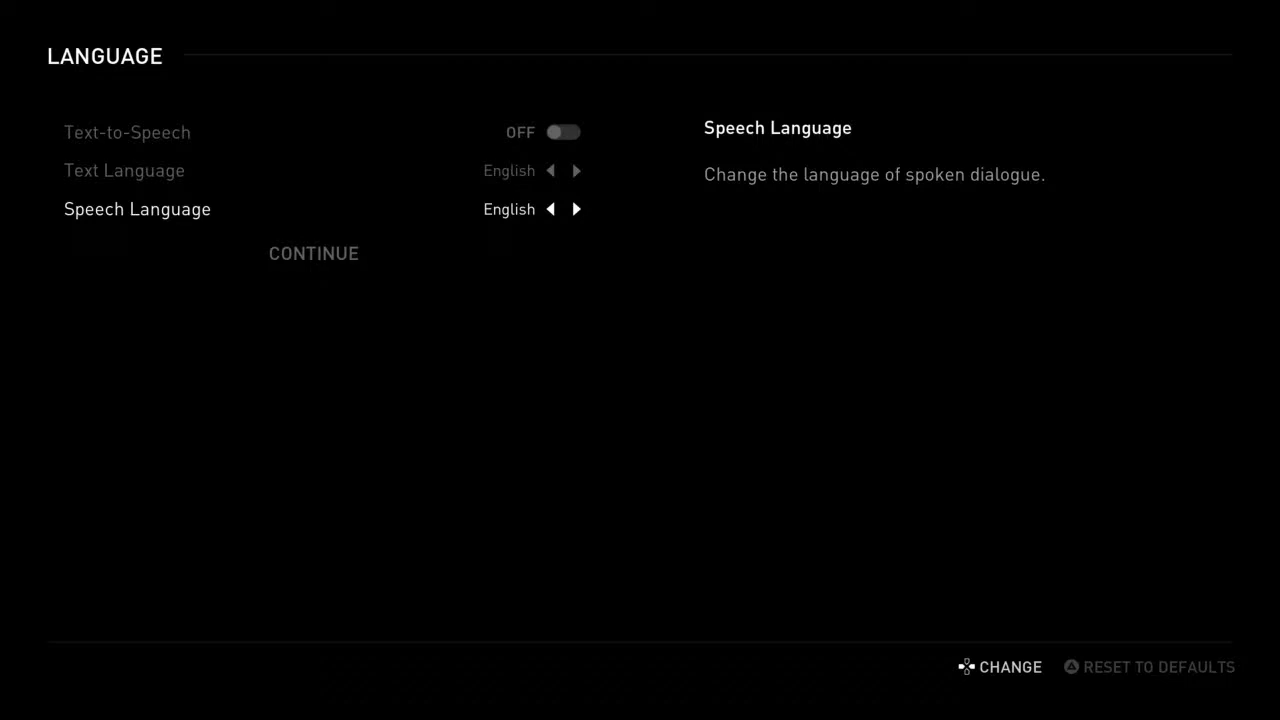 LANGUAGE
Text-to-Speech OFF
Text Language English
Speech Language English
CONTINUE
Speech Language
Change the language of spoken dialogue.
CHANGE RESET TO DEFAULTS